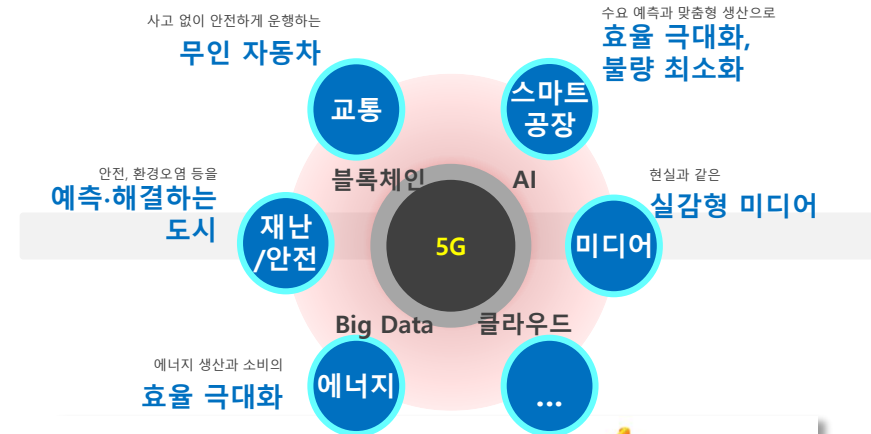 사고 없이 안전하게 운행하는
무인 자동차
수요 예측과 맞춤형 생산으로
효율 극대화,
불량 최소화
교통
스마트
공장
블록체인
AI
안전, 환경오염 등을
예측·해결하는
도시
현실과 같은
실감형 미디어
재난
/안전
5G
미디어
Big Data
클라우드
에너지 생산과 소비의
효율 극대화
에너지
...